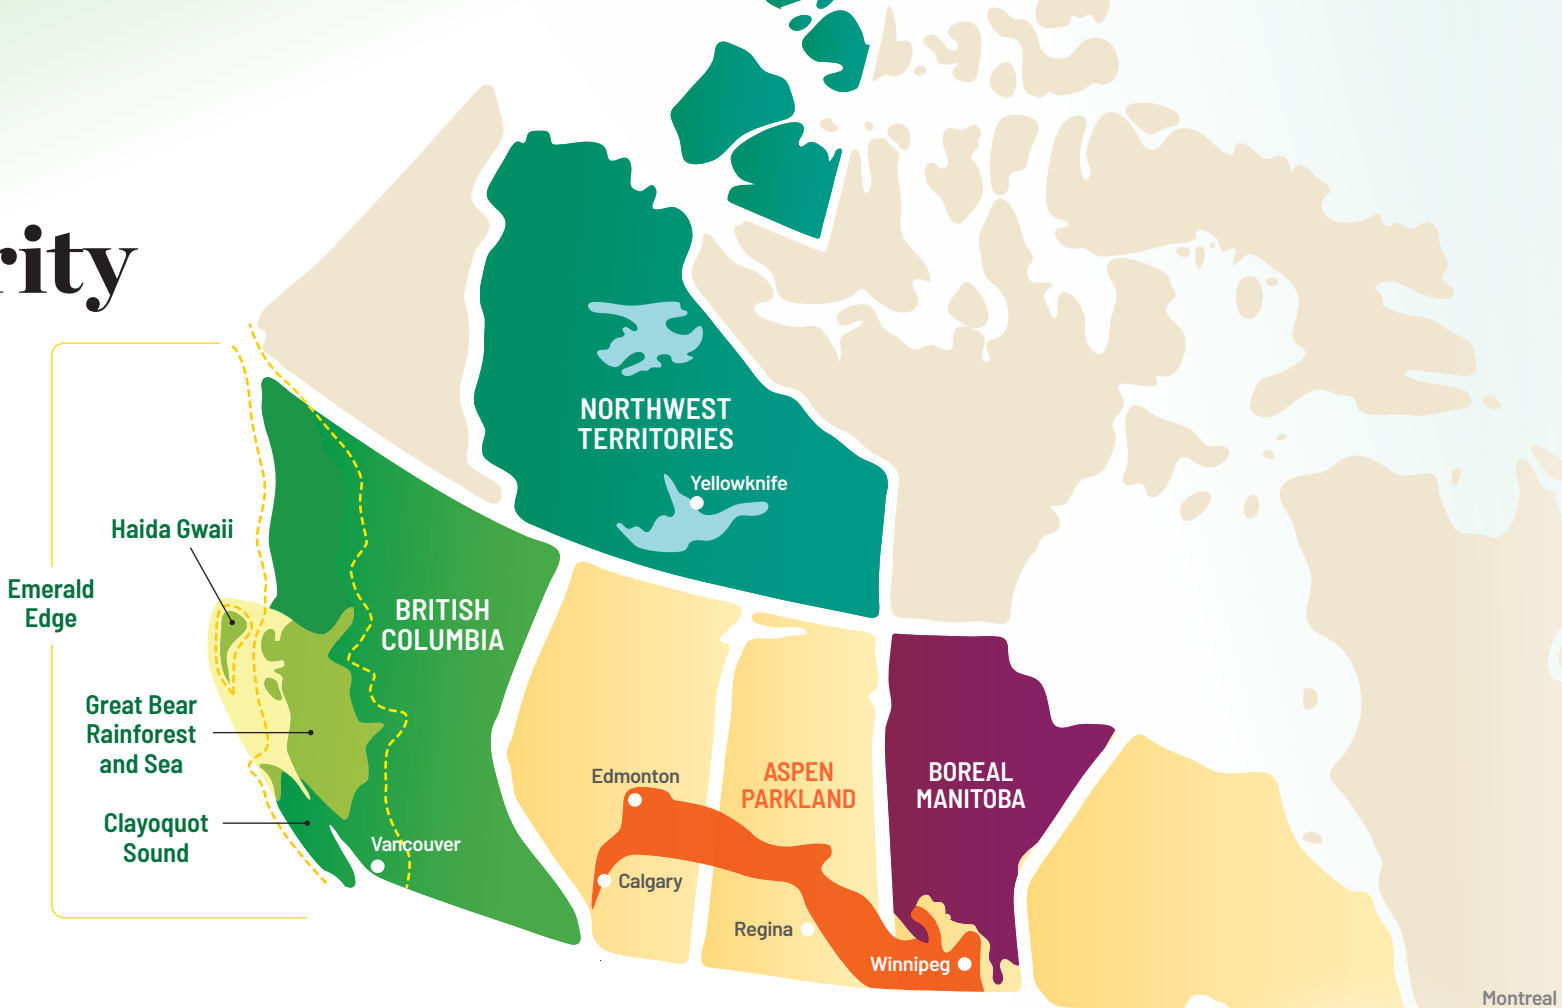 rity
NORTHWEST
TERRITORIES
Yellowknife
Haida Gwaii
Emerald
Edge
BRITISH
COLUMBIA
Great Bear
Rainforest
and Sea
Edmonton
ASPEN
PARKLAND
BOREAL
MANITOBA
Clayoquot
Sound
Vancouver
Calgary
Regina
Winnipeg
Montreal